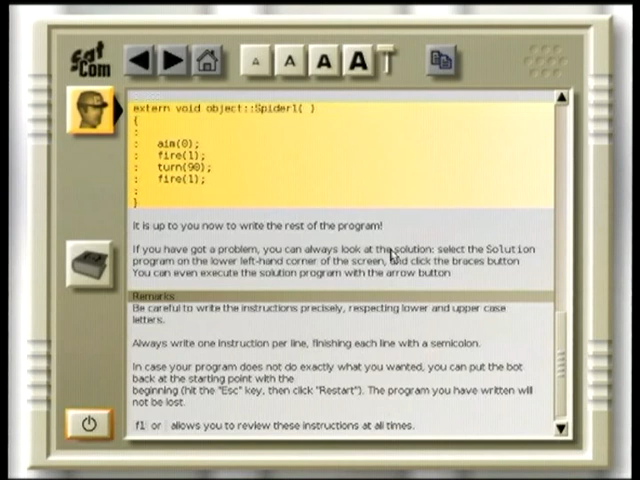 Sat
Com
A A A A
extern void object::Spider1( )
{
:
:   aim(0);
:   fire(1);
:   turn(90);
:   fire(1);
:
}
It is up to you now to write the rest of the program!
If you have got a problem, you can always look at the solution: select the Solution
program on the lower left-hand corner of the screen, and click the braces button
You can even execute the solution program with the arrow button
Remarks
Be careful to write the instructions precisely, respecting lower and upper case
letters.
Always write one instruction per line, finishing each line with a semicolon.
In case your program does not do exactly what you wanted, you can put the bot
back at the starting point with the
beginning (hit the "Esc" key, then click "Restart"). The program you have written will
not be lost.
f1 or  allows you to review these instructions at all times.